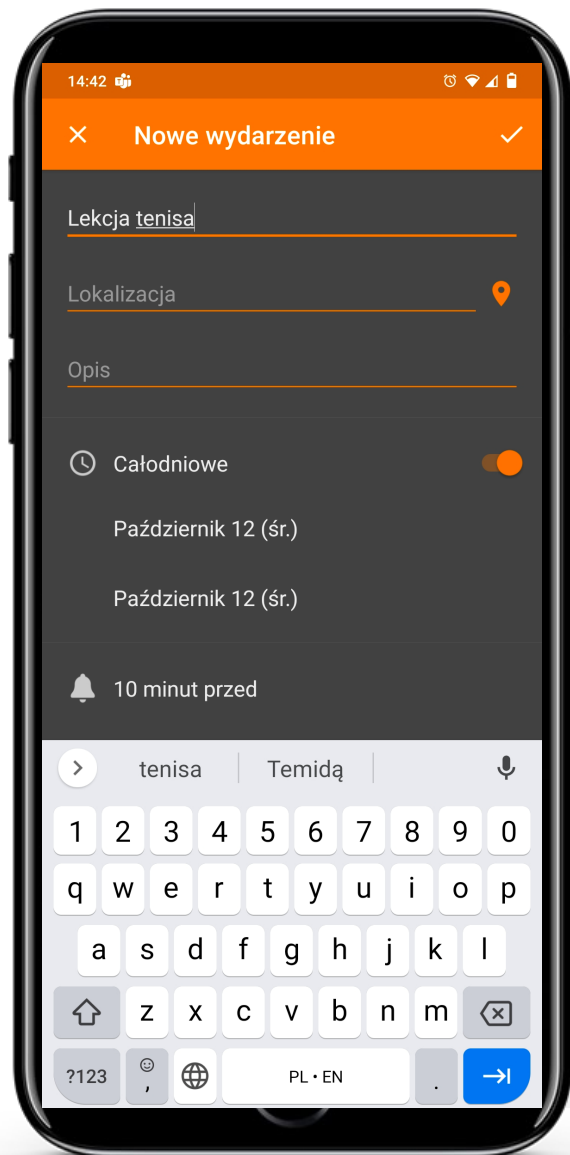 14:42
Nowe wydarzenie
Lekcja tenisa
Lokalizacja
Opis
Całodniowe
Październik 12 (śr.)
Październik 12 (śr.)
10 minut przed
tenisa Temidą
1 2 3 4 5 6 7 8 9 0
q w e r t y u i o p
a s d f g h j k l
z x c v b n m
?123 , PL • EN .